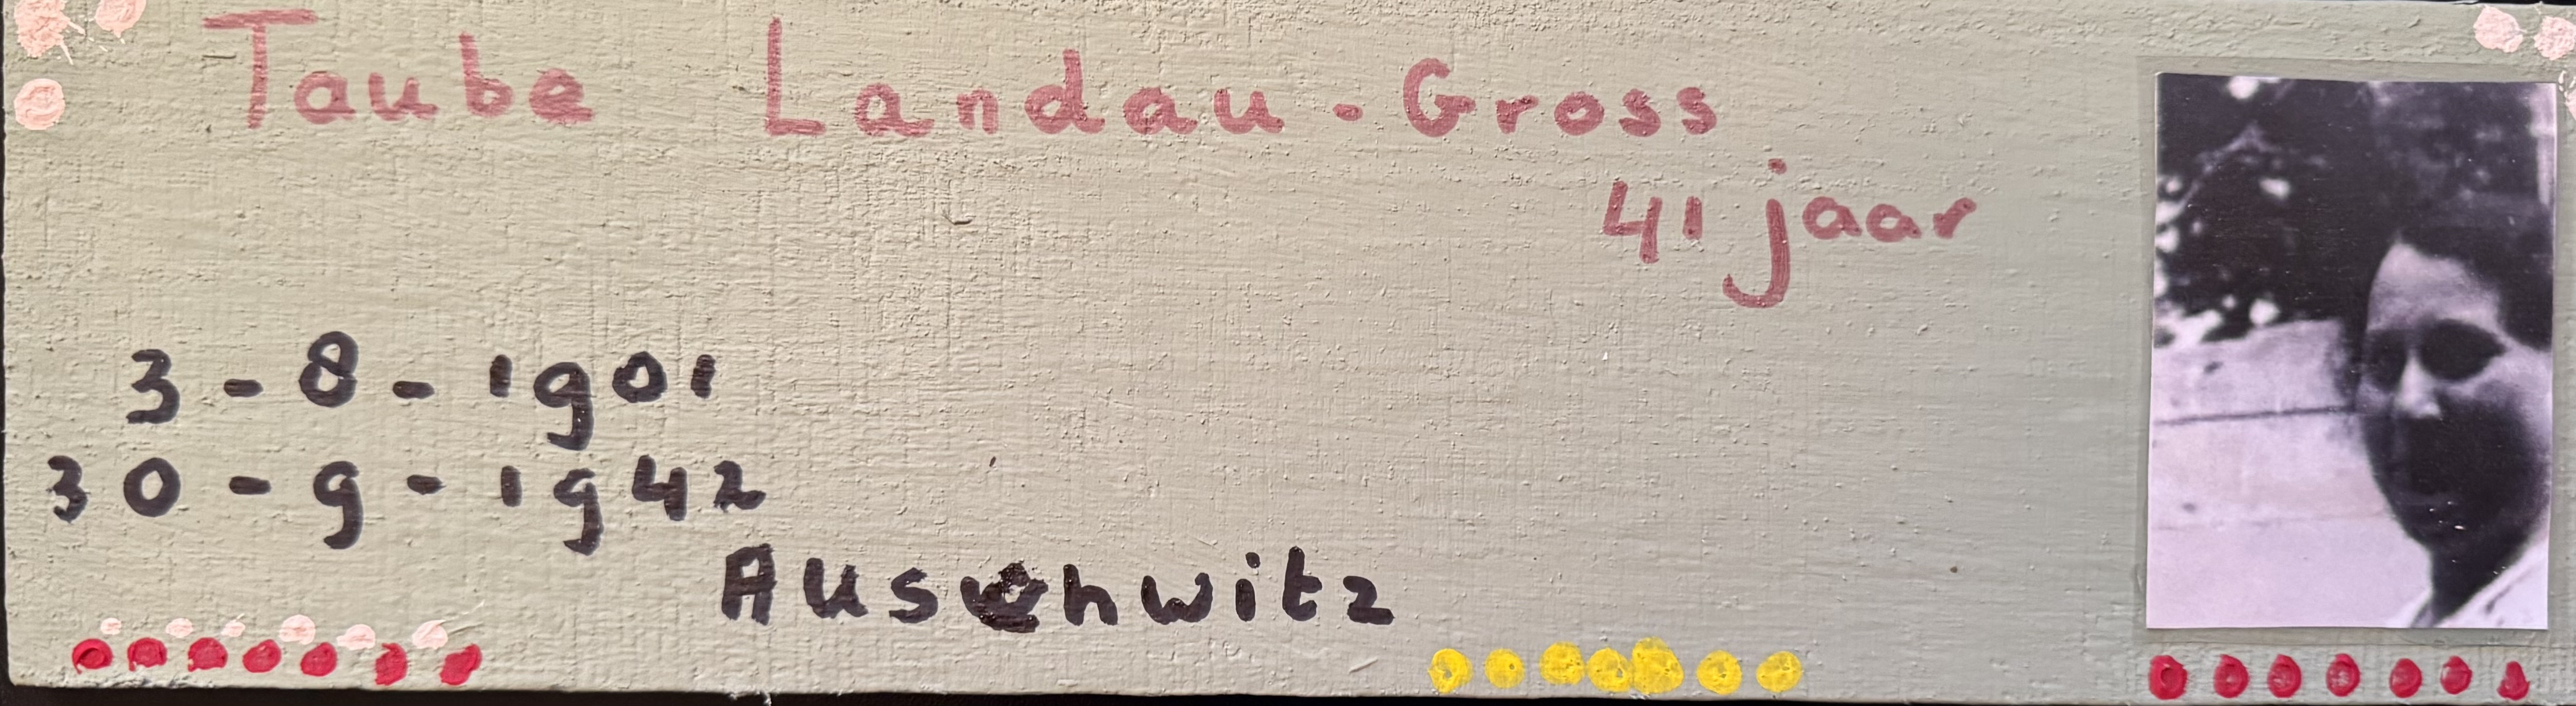 Taube Landau-Gross
41 jaar
3-8-1901
30-9-1942
Auschwitz